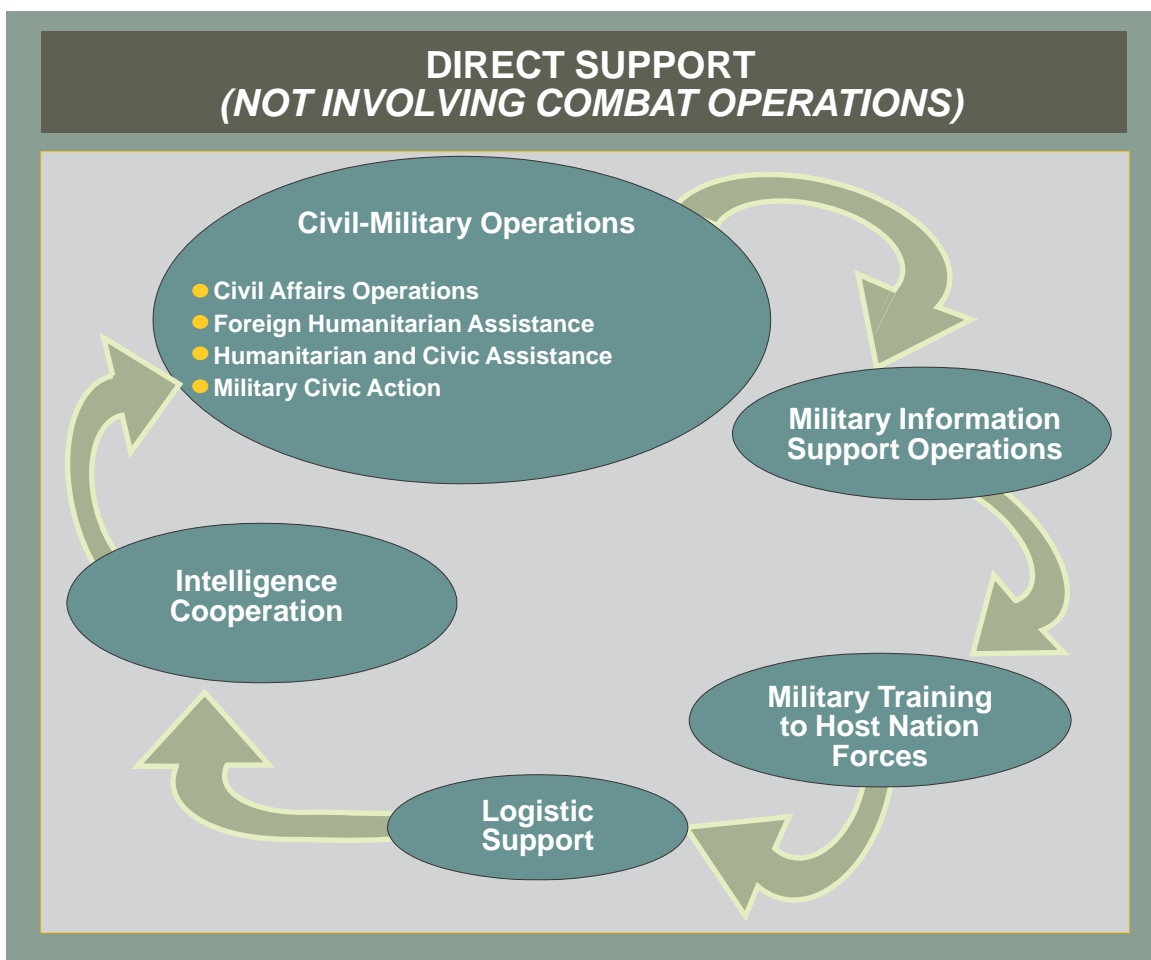 DIRECT SUPPORT
(NOT INVOLVING COMBAT OPERATIONS)
Civil-Military Operations
Civil Affairs Operations
Foreign Humanitarian Assistance
Humanitarian and Civic Assistance
Military Civic Action
Military Information
Support Operations
Military Training
to Host Nation
Forces
Logistic
Support
Intelligence
Cooperation